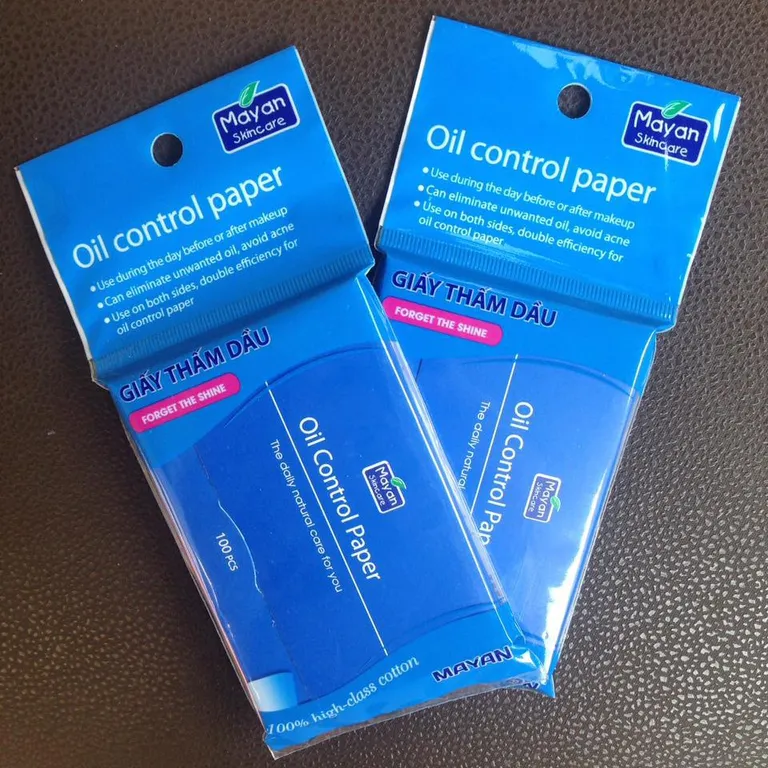 Mayan
Skincare
Oil control paper
• Use during the day before or after makeup
• Can eliminate unwanted oil, avoid acne
• Use on both sides, double efficiency for
oil control paper
GIẤY THẤM DẦU
FORGET THE SHINE
Oil Control Paper
The daily natural care for you
Mayan
Skincare
100 PCS
100% high-class cotton
MAYAN
Mayan
Skincare
Oil control paper
• Use during the day before or after makeup
• Can eliminate unwanted oil, avoid acne
• Use on both sides, double efficiency for
oil control paper
GIẤY THẤM DẦU
FORGET THE SHINE
Oil Control Pap
The daily natural
Mayan
Skincare